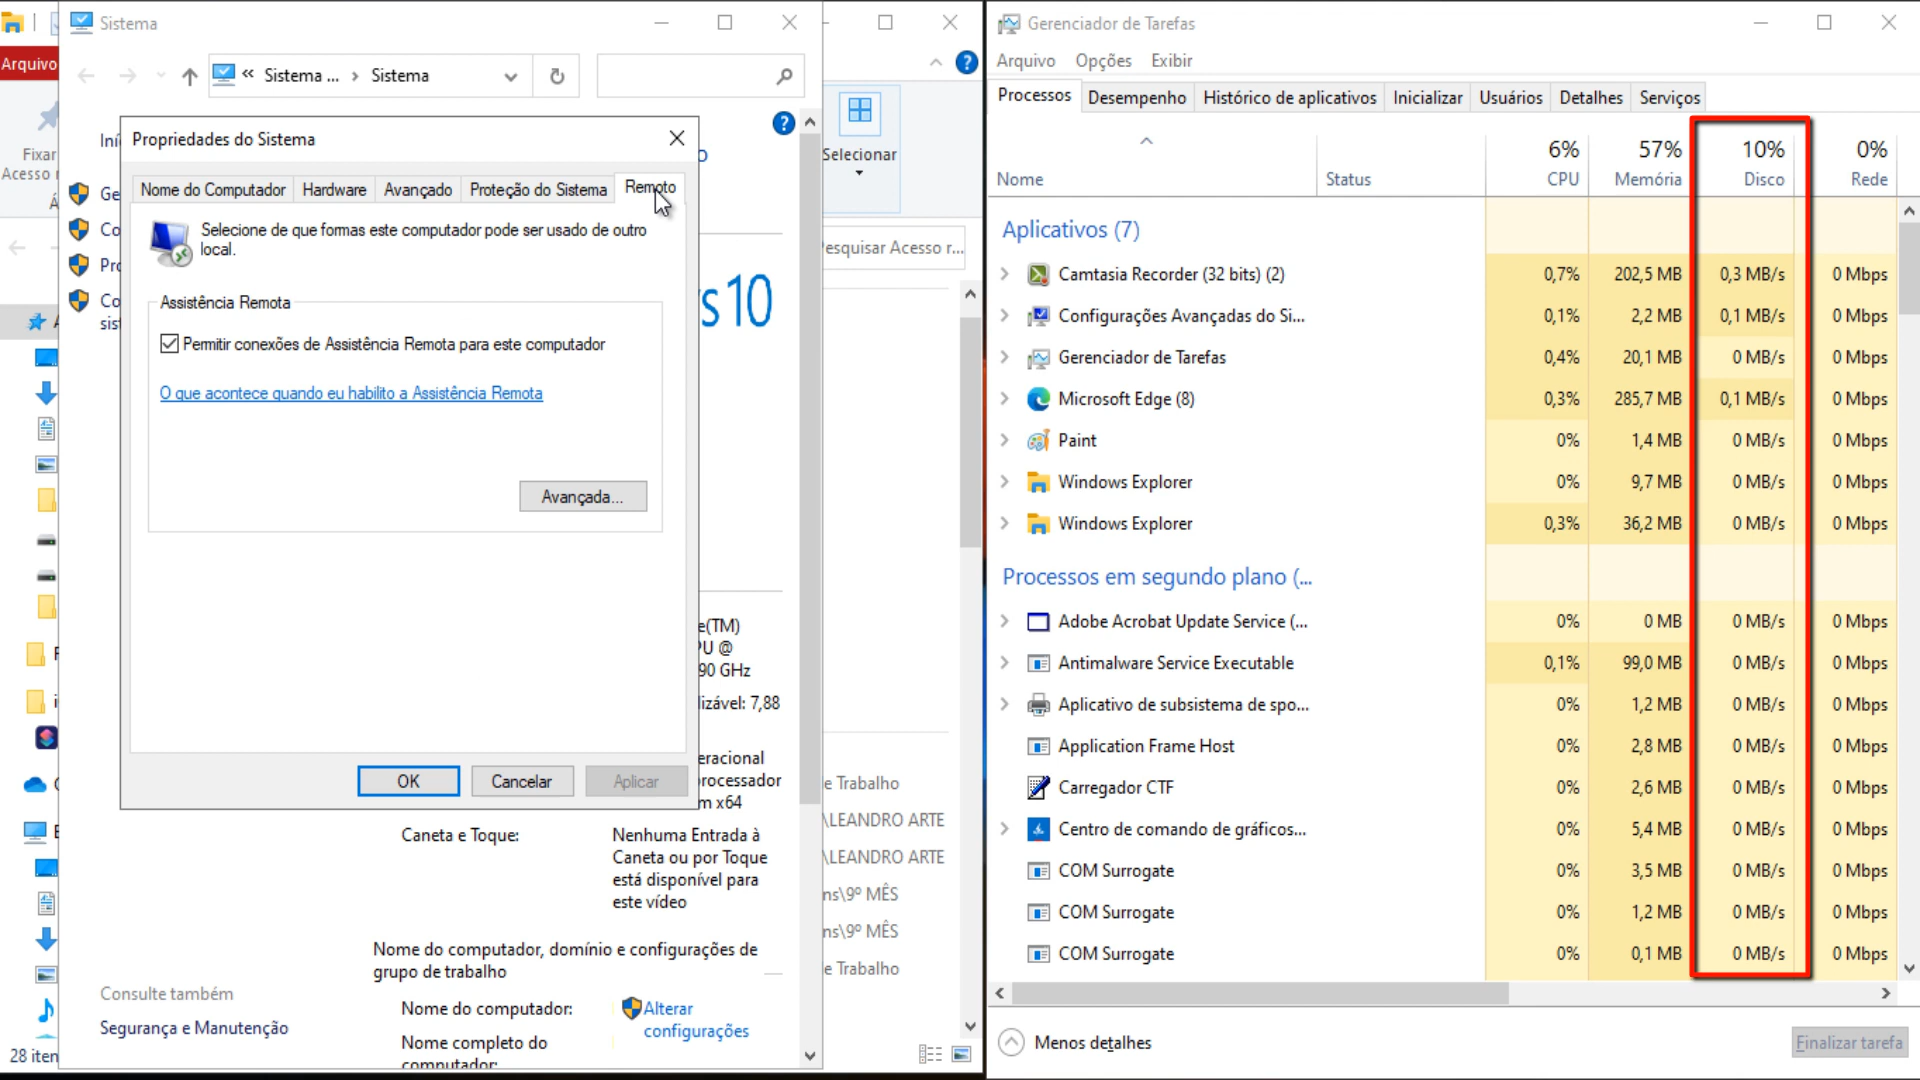 Arquivo
Sistema
Sistema ...
Sistema
Fixar
Acesso
Selecionar
Pesquisar Acesso r...
s 10
e(TM)
PU @
90 GHz
lizável: 7,88
eracional
processador
m x64
Caneta e Toque:
Nenhuma Entrada à
Caneta ou por Toque
está disponível para
este vídeo
Nome do computador, domínio e configurações de
grupo de trabalho
Nome do computador:
Alterar
configurações
Nome completo do
computador:
Consulte também
Segurança e Manutenção
28 iten
e Trabalho
\LEANDRO ARTE
\LEANDRO ARTE
ns\9º MÊS
ns\9º MÊS
e Trabalho
Propriedades do Sistema
Nome do Computador
Hardware
Avançado
Proteção do Sistema
Remoto
Selecione de que formas este computador pode ser usado de outro
local.
Assistência Remota
Permitir conexões de Assistência Remota para este computador
O que acontece quando eu habilito a Assistência Remota
Avançada...
OK
Cancelar
Aplicar
Gerenciador de Tarefas
Arquivo Opções Exibir
Processos Desempenho Histórico de aplicativos Inicializar Usuários Detalhes Serviços
6% 57% 10% 0%
Nome Status CPU Memória Disco Rede
Aplicativos (7)
Camtasia Recorder (32 bits) (2) 0,7% 202,5 MB 0,3 MB/s 0 Mbps
Configurações Avançadas do Si... 0,1% 2,2 MB 0,1 MB/s 0 Mbps
Gerenciador de Tarefas 0,4% 20,1 MB 0 MB/s 0 Mbps
Microsoft Edge (8) 0,3% 285,7 MB 0,1 MB/s 0 Mbps
Paint 0% 1,4 MB 0 MB/s 0 Mbps
Windows Explorer 0% 9,7 MB 0 MB/s 0 Mbps
Windows Explorer 0,3% 36,2 MB 0 MB/s 0 Mbps
Processos em segundo plano (...
Adobe Acrobat Update Service (... 0% 0 MB 0 MB/s 0 Mbps
Antimalware Service Executable 0,1% 99,0 MB 0 MB/s 0 Mbps
Aplicativo de subsistema de spo... 0% 1,2 MB 0 MB/s 0 Mbps
Application Frame Host 0% 2,8 MB 0 MB/s 0 Mbps
Carregador CTF 0% 2,6 MB 0 MB/s 0 Mbps
Centro de comando de gráficos... 0% 5,4 MB 0 MB/s 0 Mbps
COM Surrogate 0% 3,5 MB 0 MB/s 0 Mbps
COM Surrogate 0% 1,2 MB 0 MB/s 0 Mbps
COM Surrogate 0% 0,1 MB 0 MB/s 0 Mbps
Menos detalhes
Finalizar tarefa